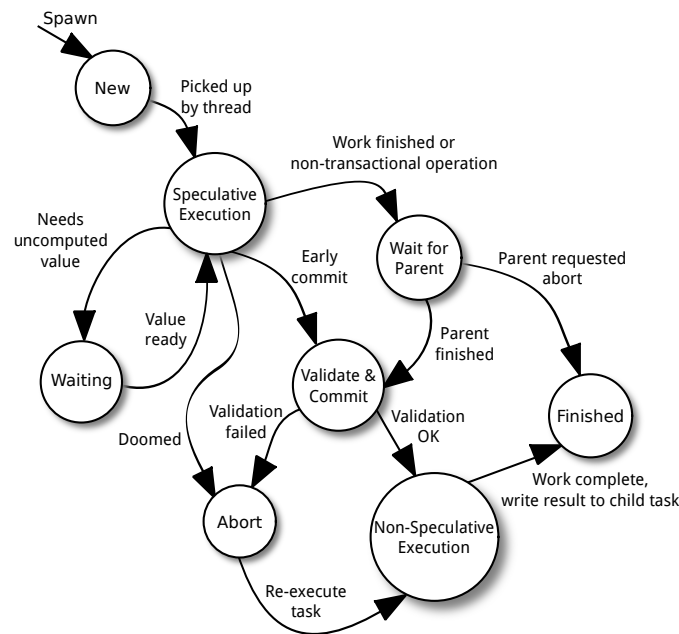 Spawn
New
Picked up
by thread
Work finished or
non-transactional operation
Speculative
Execution
Needs
uncomputed
value
Wait for
Parent
Parent requested
abort
Early
commit
Value
ready
Parent
finished
Waiting
Validate &
Commit
Finished
Doomed
Validation
failed
Validation
OK
Work complete,
write result to child task
Abort
Non-Speculative
Execution
Re-execute
task